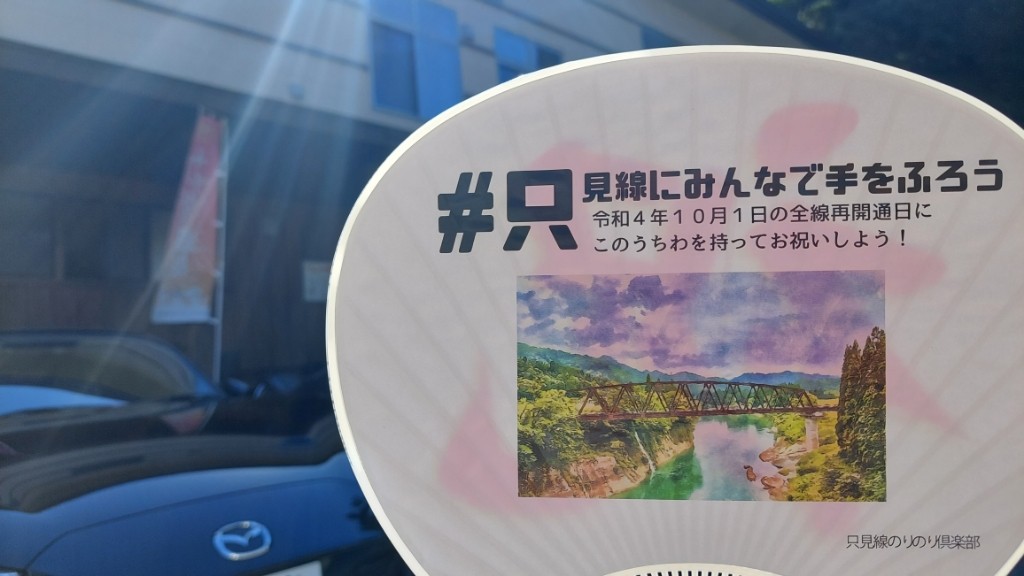 #只見線にみんなで手をふろう
令和4年10月1日の全線再開通日に
このうちわを持ってお祝いしよう！
只見線のりのり倶楽部